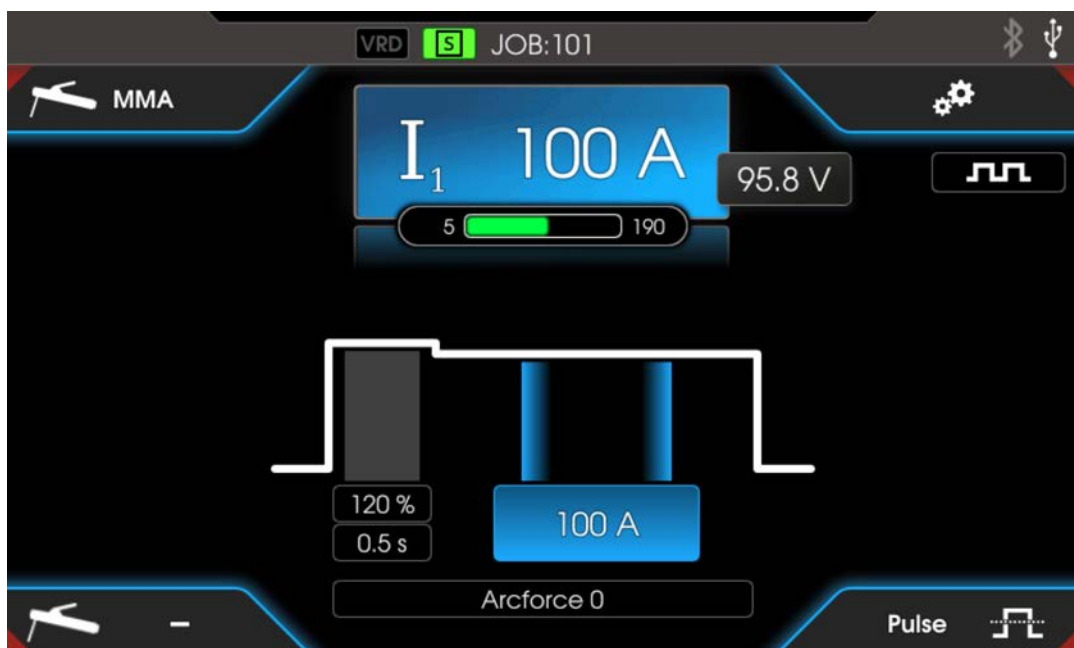 VRD S JOB:101
MMA
I1 100 A
95.8 V
5 190
120 %
0.5 s
100 A
Arcforce 0
–
Pulse